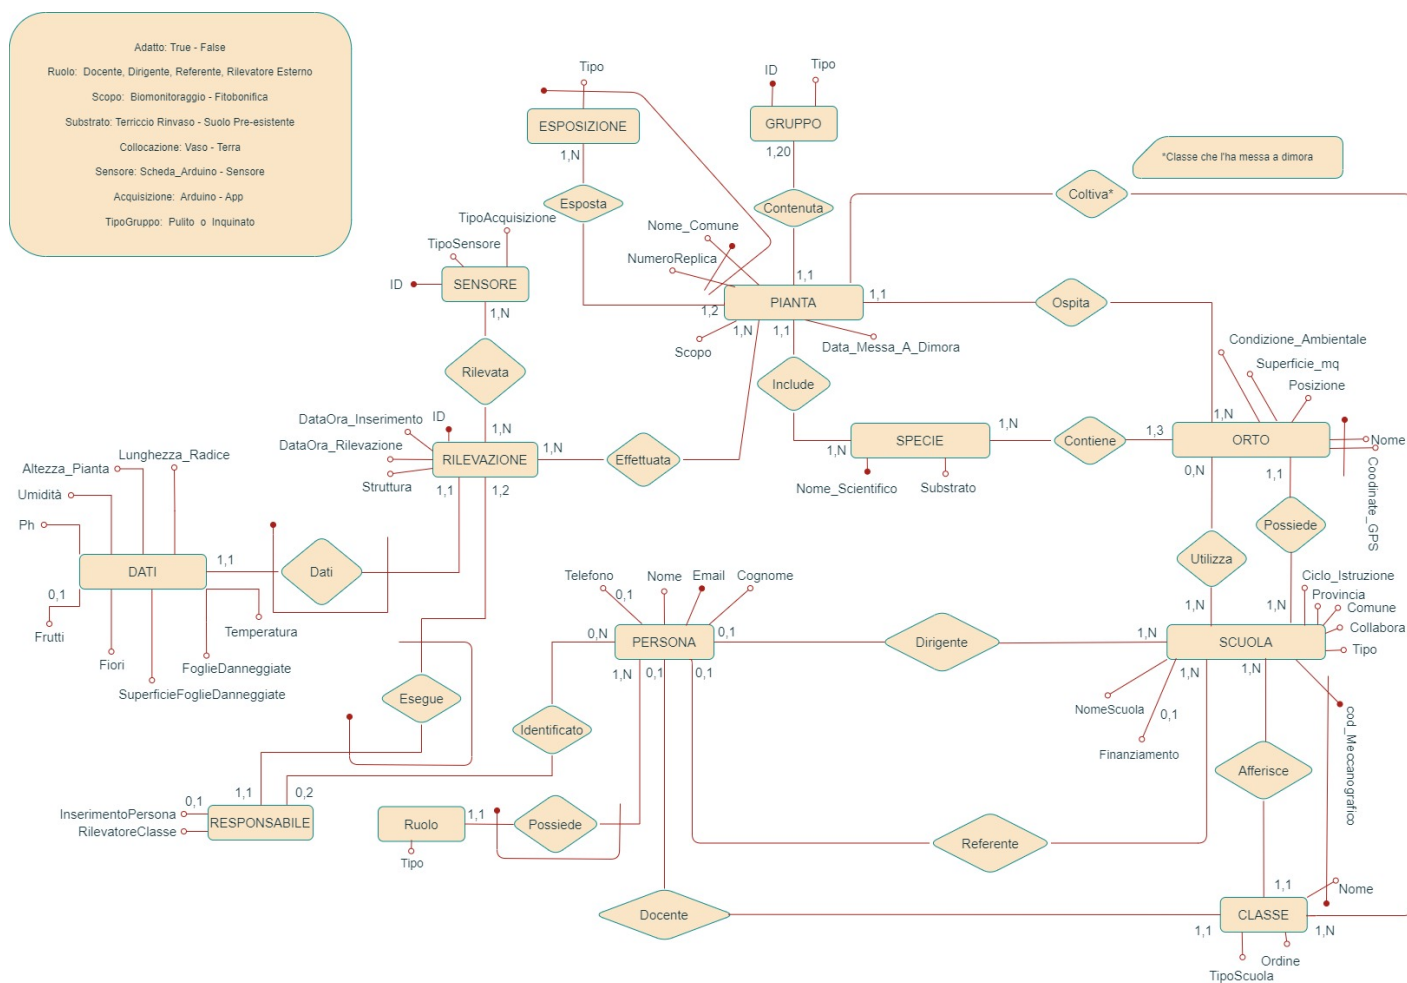 Adatto: True - False
Ruolo: Docente, Dirigente, Referente, Rilevatore Esterno
Scopo: Biomonitoraggio - Fitobonifica
Substrato: Terriccio Rinvaso - Suolo Pre-esistente
Collocazione: Vaso - Terra
Sensore: Scheda_Arduino - Sensore
Acquisizione: Arduino - App
TipoGruppo: Pulito o Inquinato
Tipo
ESPOSIZIONE
1,N
Esposta
ID
Tipo
GRUPPO
1,20
Contenuta
1,1
*Classe che l'ha messa a dimora
Coltiva*
TipoAcquisizione
TipoSensore
ID
SENSORE
1,N
Rilevata
1,N
Nome_Comune
NumeroReplica
PIANTA
1,2
1,N
1,1
1,1
Scopo
Data_Messa_A_Dimora
Ospita
Include
Condizione_Ambientale
Superficie_mq
Posizione
1,N
ORTO
1,3
Nome
Coodinate_GPS
0,N
1,1
SPECIE
1,N
1,N
Contiene
Nome_Scientifico
Substrato
DataOra_Inserimento
ID
DataOra_Rilevazione
RILEVAZIONE
1,N
Struttura
1,1
1,2
Effettuata
Lunghezza_Radice
Altezza_Pianta
Umidità
Ph
DATI
1,1
Dati
0,1
Frutti
Fiori
SuperficieFoglieDanneggiate
FoglieDanneggiate
Temperatura
Utilizza
Possiede
Ciclo_Istruzione
Provincia
Comune
Collabora
Tipo
1,N
1,N
SCUOLA
1,N
1,N
1,N
NomeScuola
0,1
Finanziamento
cod_Meccanografico
Telefono
0,1
Nome
Email
Cognome
0,N
PERSONA
0,1
1,N
0,1
0,1
Dirigente
Esegue
Identificato
Afferisce
1,1
0,2
InserimentoPersona
0,1
RilevatoreClasse
RESPONSABILE
Ruolo
1,1
Tipo
Possiede
Referente
Docente
1,1
Nome
CLASSE
1,1
1,N
TipoScuola
Ordine